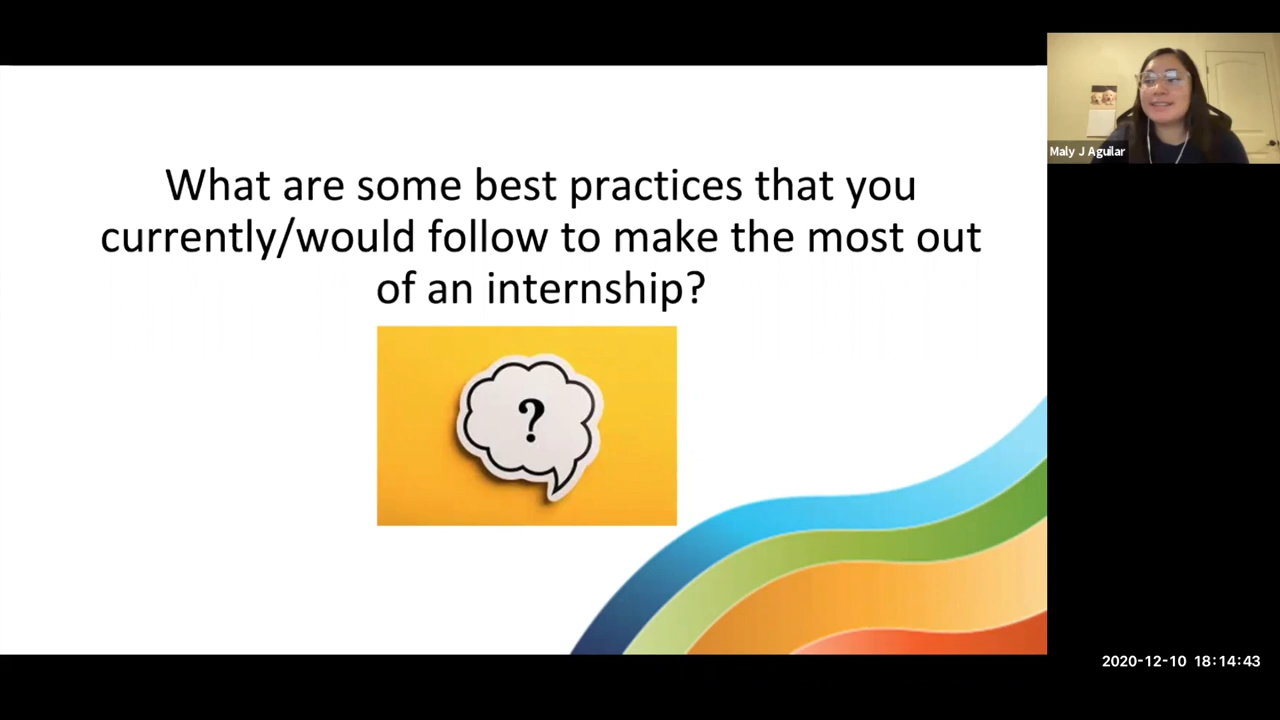 What are some best practices that you
currently/would follow to make the most out
of an internship?
?
Maly J Aguilar
2020-12-10 18:14:43